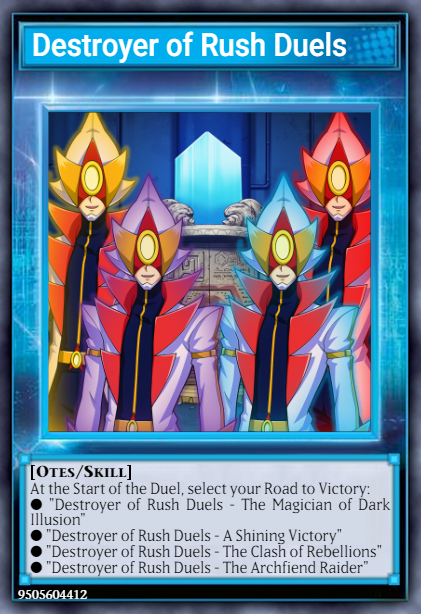 Destroyer of Rush Duels
[OTES/SKILL]
At the Start of the Duel, select your Road to Victory:
● "Destroyer of Rush Duels - The Magician of Dark
Illusion"
● "Destroyer of Rush Duels - A Shining Victory"
● "Destroyer of Rush Duels - The Clash of Rebellions"
● "Destroyer of Rush Duels - The Archfiend Raider"
9505604412